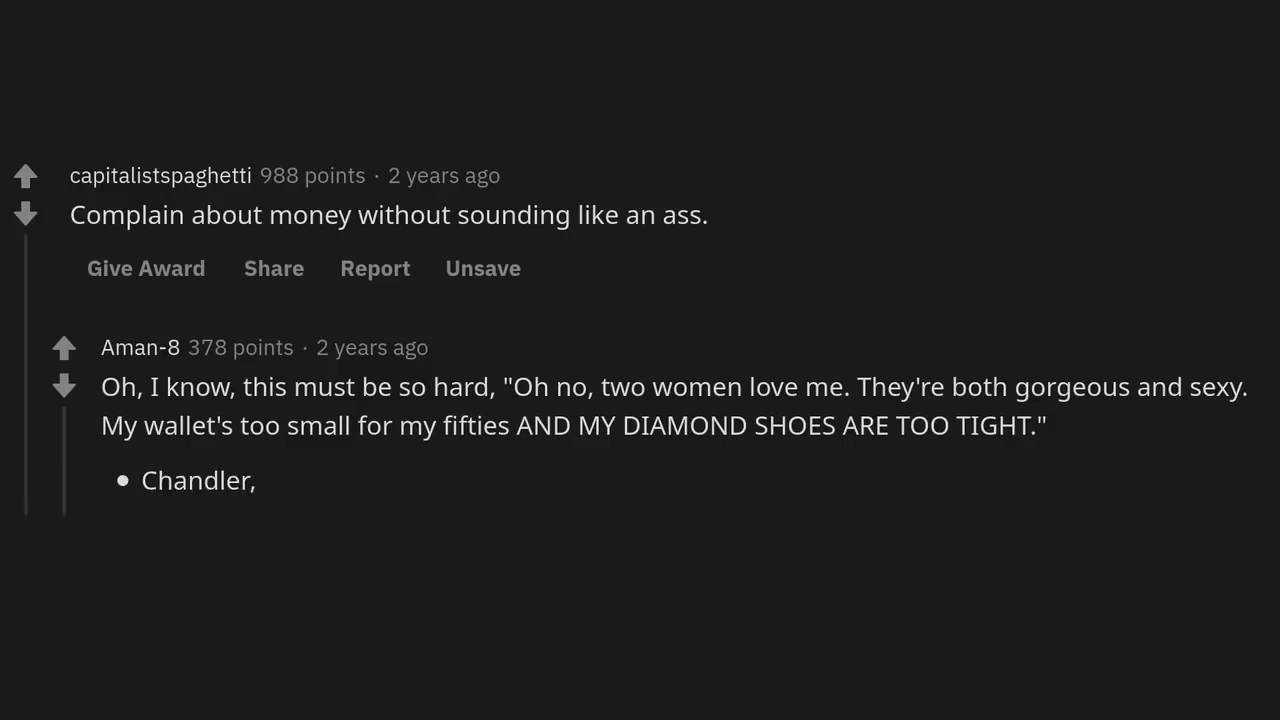 capitalistspaghetti 988 points · 2 years ago
Complain about money without sounding like an ass.
Give Award Share Report Unsave
Aman-8 378 points · 2 years ago
Oh, I know, this must be so hard, "Oh no, two women love me. They're both gorgeous and sexy.
My wallet's too small for my fifties AND MY DIAMOND SHOES ARE TOO TIGHT."
• Chandler,